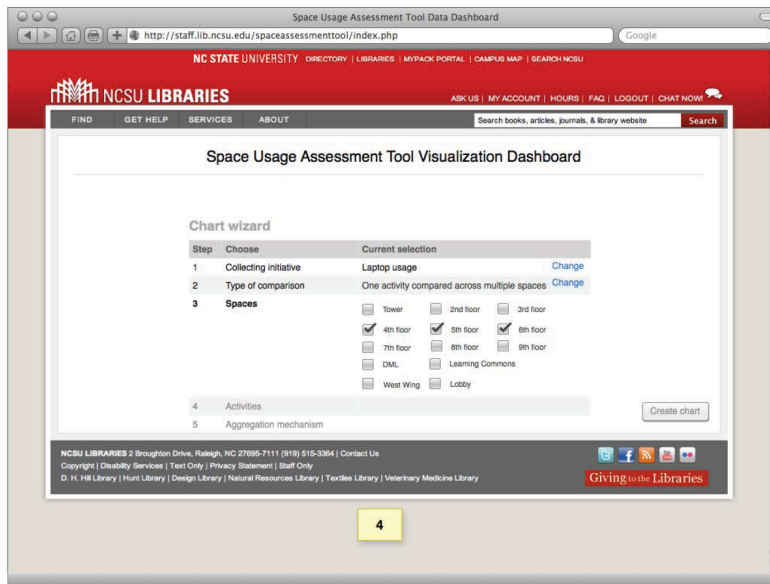 Space Usage Assessment Tool Data Dashboard
http://staff.lib.ncsu.edu/spaceassessmenttool/index.php
Google
NC STATE UNIVERSITY DIRECTORY | LIBRARIES | MYPACK PORTAL | CAMPUS MAP | SEARCH NCSU
NCSU LIBRARIES
ASK US | MY ACCOUNT | HOURS | FAQ | LOGOUT | CHAT NOW!
FIND GET HELP SERVICES ABOUT
Search books, articles, journals, & library website Search
Space Usage Assessment Tool Visualization Dashboard
Chart wizard
Step Choose Current selection
1 Collecting initiative Laptop usage Change
2 Type of comparison One activity compared across multiple spaces Change
3 Spaces
Tower 2nd floor 3rd floor
4th floor 5th floor 6th floor
7th floor 8th floor 9th floor
DML Learning Commons
West Wing Lobby
4 Activities
Create chart
5 Aggregation mechanism
NCSU LIBRARIES 2 Broughton Drive, Raleigh, NC 27695-7111 (919) 515-3364 | Contact Us
Copyright | Disability Services | Text Only | Privacy Statement | Staff Only
D. H. Hill Library | Hunt Library | Design Library | Natural Resources Library | Textiles Library | Veterinary Medicine Library
Giving to the Libraries
4